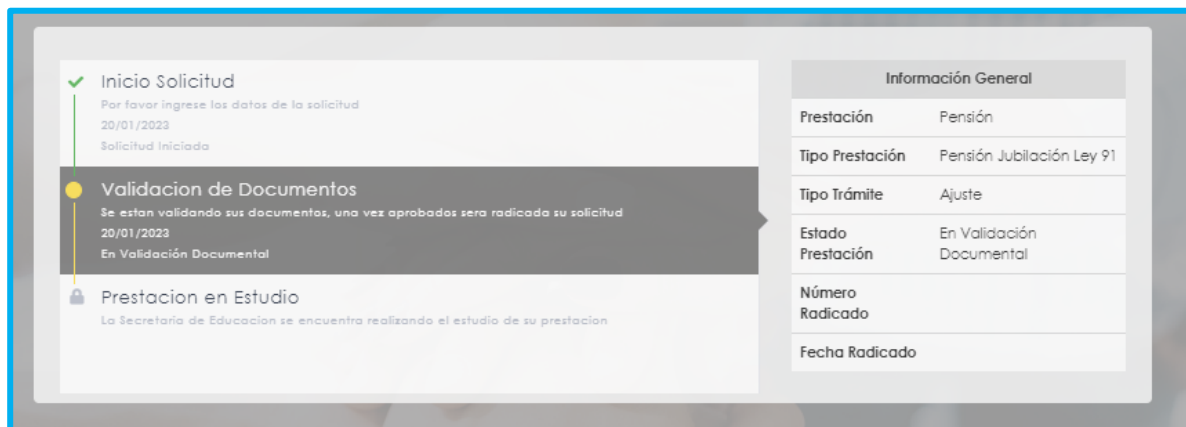 Inicio Solicitud
Por favor ingrese los datos de la solicitud
20/01/2023
Solicitud Iniciada
Validacion de Documentos
Se estan validando sus documentos, una vez aprobados sera radicada su solicitud
20/01/2023
En Validación Documental
Prestacion en Estudio
La Secretaria de Educacion se encuentra realizando el estudio de su prestacion
Información General
Prestación Pensión
Tipo Prestación Pensión Jubilación Ley 91
Tipo Trámite Ajuste
Estado En Validación
Prestación Documental
Número
Radicado
Fecha Radicado